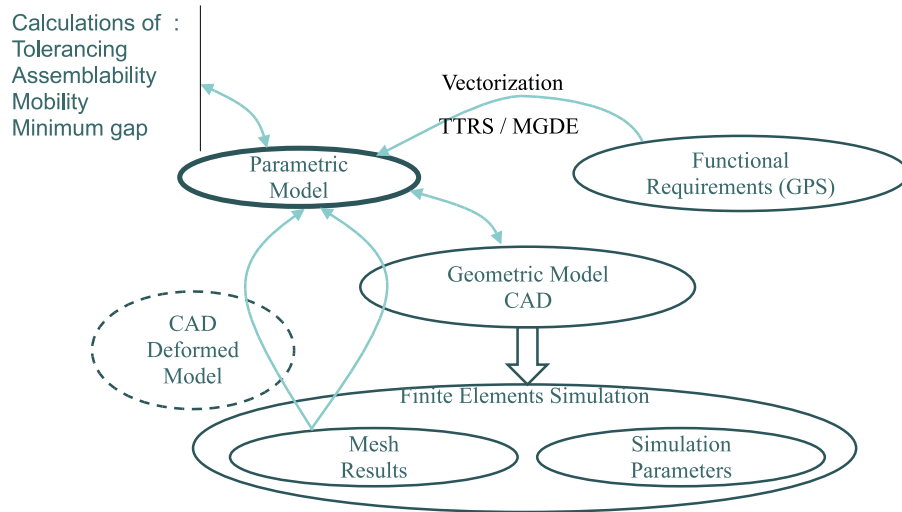 Calculations of :
Tolerancing
Assemblability
Mobility
Minimum gap
Vectorization
TTRS / MGDE
Parametric
Model
Functional
Requirements (GPS)
Geometric Model
CAD
CAD
Deformed
Model
Finite Elements Simulation
Mesh
Results
Simulation
Parameters